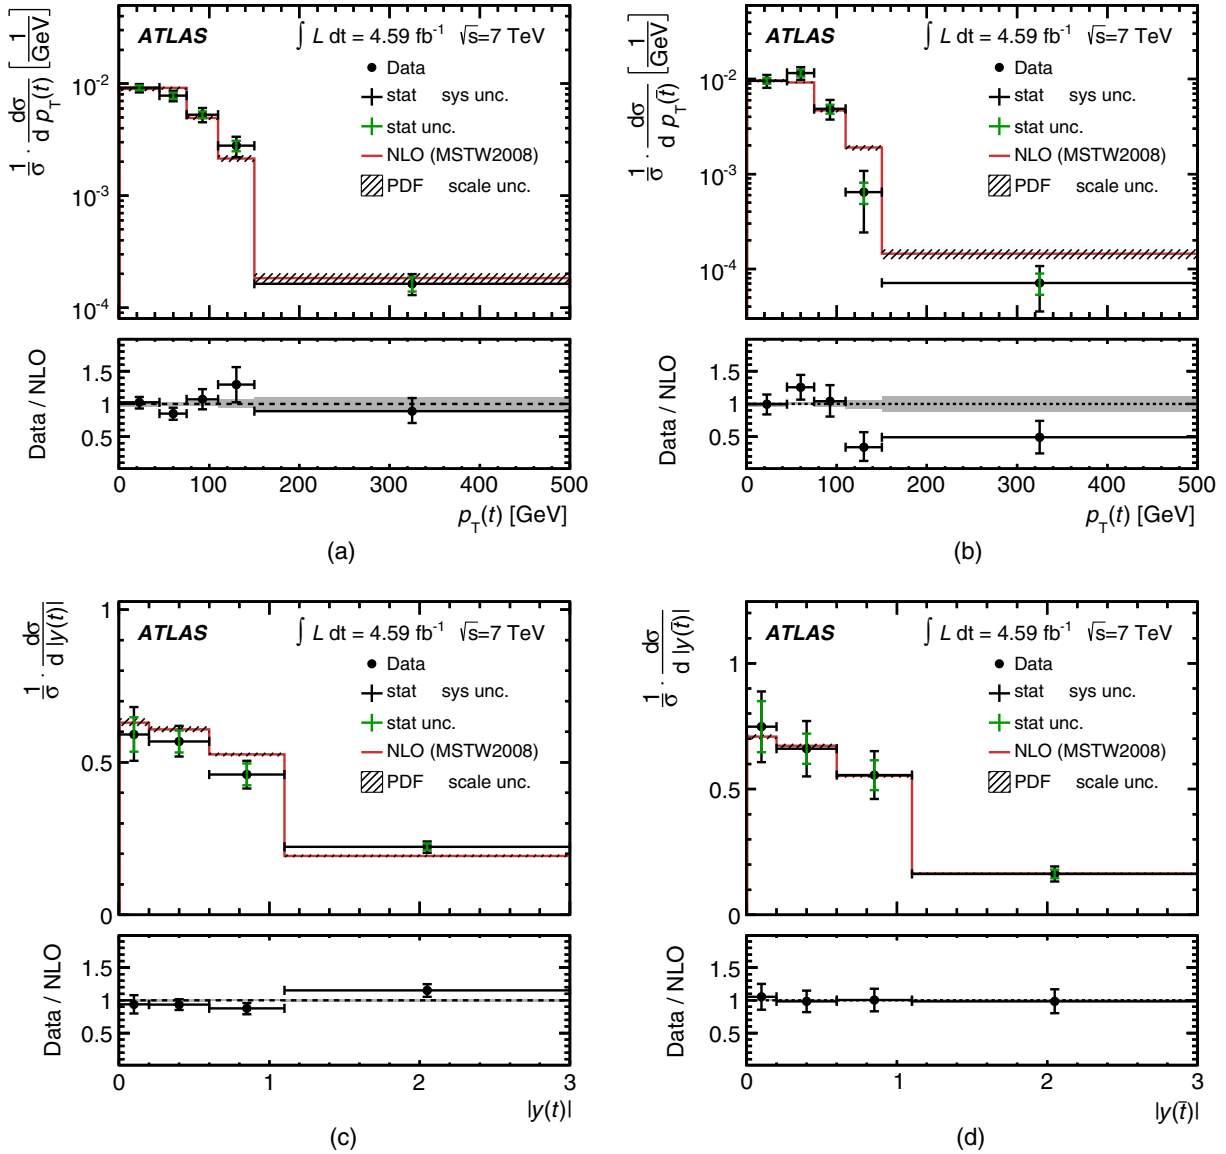 ATLAS ∫ L dt = 4.59 fb⁻¹ √s=7 TeV
Data
stat sys unc.
stat unc.
NLO (MSTW2008)
PDF scale unc.
1/σ · dσ/d p_T(t) [1/GeV]
10⁻²
10⁻³
10⁻⁴
Data / NLO
1.5
1
0.5
0 100 200 300 400 500
p_T(t) [GeV]
(a)
ATLAS ∫ L dt = 4.59 fb⁻¹ √s=7 TeV
Data
stat sys unc.
stat unc.
NLO (MSTW2008)
PDF scale unc.
1/σ · dσ/d p_T(t̄) [1/GeV]
10⁻²
10⁻³
10⁻⁴
Data / NLO
1.5
1
0.5
0 100 200 300 400 500
p_T(t) [GeV]
(b)
ATLAS ∫ L dt = 4.59 fb⁻¹ √s=7 TeV
Data
stat sys unc.
stat unc.
NLO (MSTW2008)
PDF scale unc.
1/σ · dσ/d |y(t)|
1
0.5
0
Data / NLO
1.5
1
0.5
0 1 2 3
|y(t)|
(c)
ATLAS ∫ L dt = 4.59 fb⁻¹ √s=7 TeV
Data
stat sys unc.
stat unc.
NLO (MSTW2008)
PDF scale unc.
1/σ · dσ/d |y(t̄)|
1
0.5
0
Data / NLO
1.5
1
0.5
0 1 2 3
|y(t̄)|
(d)